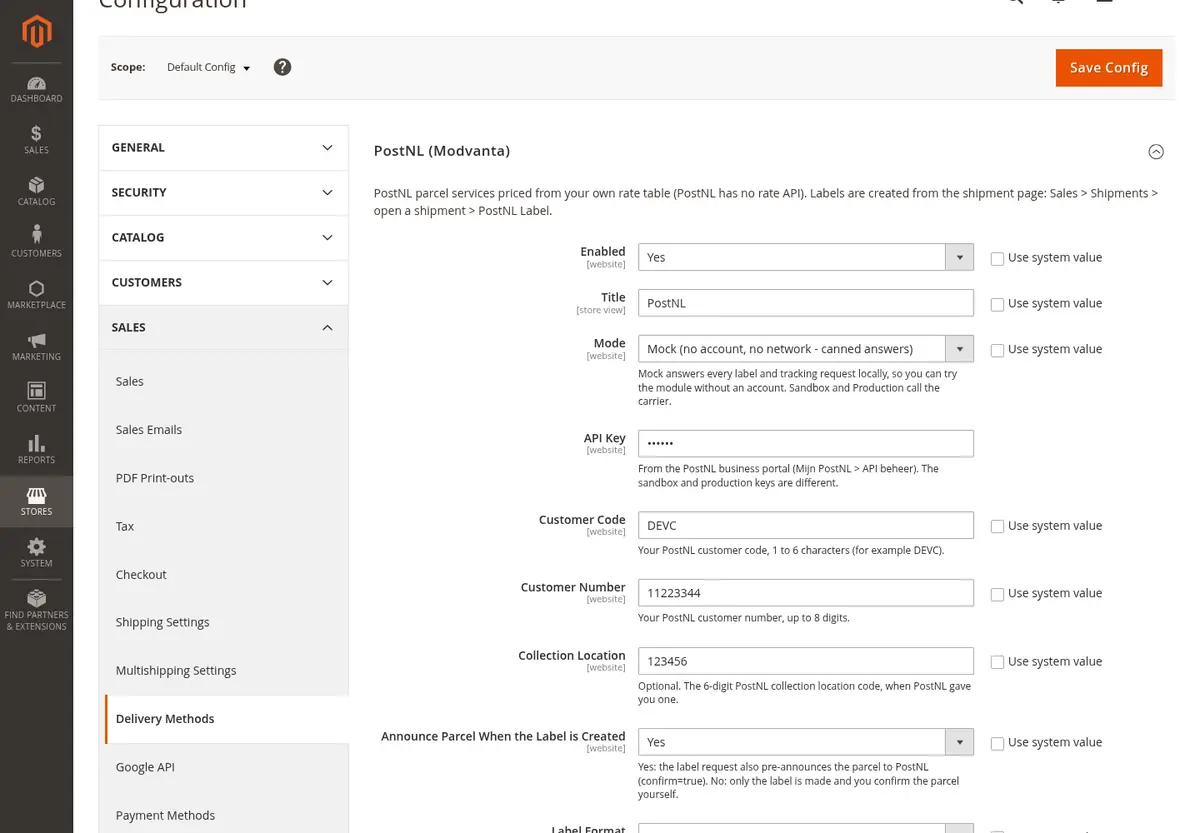 Configuration
Scope: Default Config ?
Save Config
DASHBOARD
$
SALES
CATALOG
CUSTOMERS
MARKETPLACE
MARKETING
CONTENT
REPORTS
STORES
SYSTEM
FIND PARTNERS
& EXTENSIONS
GENERAL
SECURITY
CATALOG
CUSTOMERS
SALES
Sales
Sales Emails
PDF Print-outs
Tax
Checkout
Shipping Settings
Multishipping Settings
Delivery Methods
Google API
Payment Methods
PostNL (Modvanta)
PostNL parcel services priced from your own rate table (PostNL has no rate API). Labels are created from the shipment page: Sales > Shipments >
open a shipment > PostNL Label.
Enabled Yes Use system value
[website]
Title PostNL Use system value
[store view]
Mode Mock (no account, no network - canned answers) Use system value
[website]
Mock answers every label and tracking request locally, so you can try
the module without an account. Sandbox and Production call the
carrier.
API Key ••••••
[website]
From the PostNL business portal (Mijn PostNL > API beheer). The
sandbox and production keys are different.
Customer Code DEVC Use system value
[website]
Your PostNL customer code, 1 to 6 characters (for example DEVC).
Customer Number 11223344 Use system value
[website]
Your PostNL customer number, up to 8 digits.
Collection Location 123456 Use system value
[website]
Optional. The 6-digit PostNL collection location code, when PostNL gave
you one.
Announce Parcel When the Label is Created Yes Use system value
[website]
Yes: the label request also pre-announces the parcel to PostNL
(confirm=true). No: only the label is made and you confirm the parcel
yourself.
Label Format